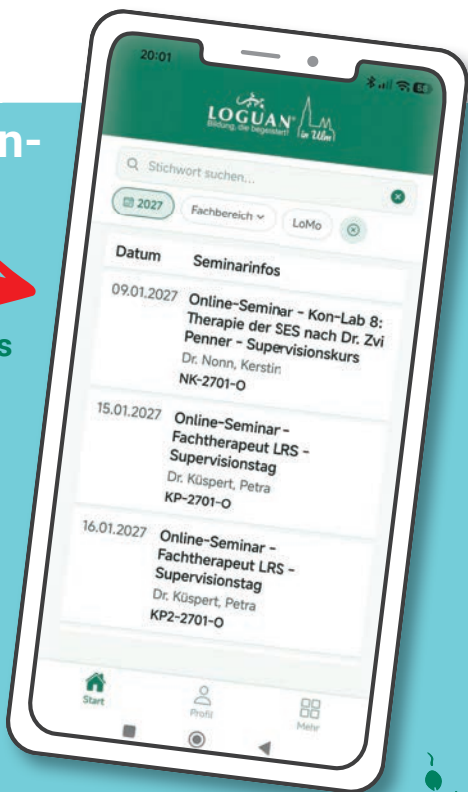 n-
s
20:01
LOGUAN
Bildung, die begeistert!
in Ulm
Stichwort suchen...
2027
Fachbereich
LoMo
Datum Seminarinfos
09.01.2027 Online-Seminar - Kon-Lab 8:
Therapie der SES nach Dr. Zvi
Penner - Supervisionskurs
Dr. Nonn, Kerstin
NK-2701-O
15.01.2027 Online-Seminar -
Fachtherapeut LRS -
Supervisionstag
Dr. Küspert, Petra
KP-2701-O
16.01.2027 Online-Seminar -
Fachtherapeut LRS -
Supervisionstag
Dr. Küspert, Petra
KP2-2701-O
Start Profil Mehr